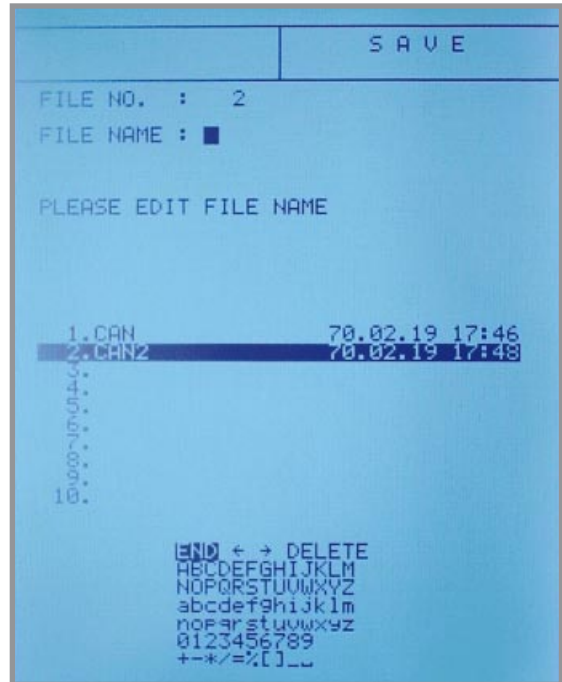 S A V E
FILE NO. : 2
FILE NAME :
PLEASE EDIT FILE NAME
1.CAN 70.02.19 17:46
2.CAN2 70.02.19 17:48
3.
4.
5.
6.
7.
8.
9.
10.
END ← → DELETE
ABCDEFGHIJKLM
NOPQRSTUVWXYZ
abcdefghijklm
nopqrstuvwxyz
0123456789
+-*/=%[]_␣